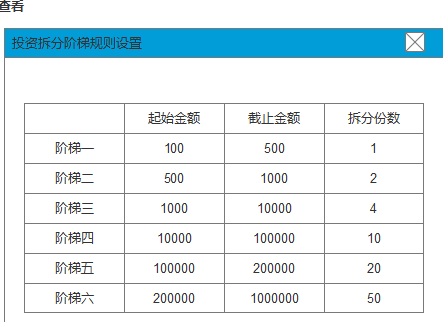 查看
投资拆分阶梯规则设置
起始金额 截止金额 拆分份数
阶梯一 100 500 1
阶梯二 500 1000 2
阶梯三 1000 10000 4
阶梯四 10000 100000 10
阶梯五 100000 200000 20
阶梯六 200000 1000000 50